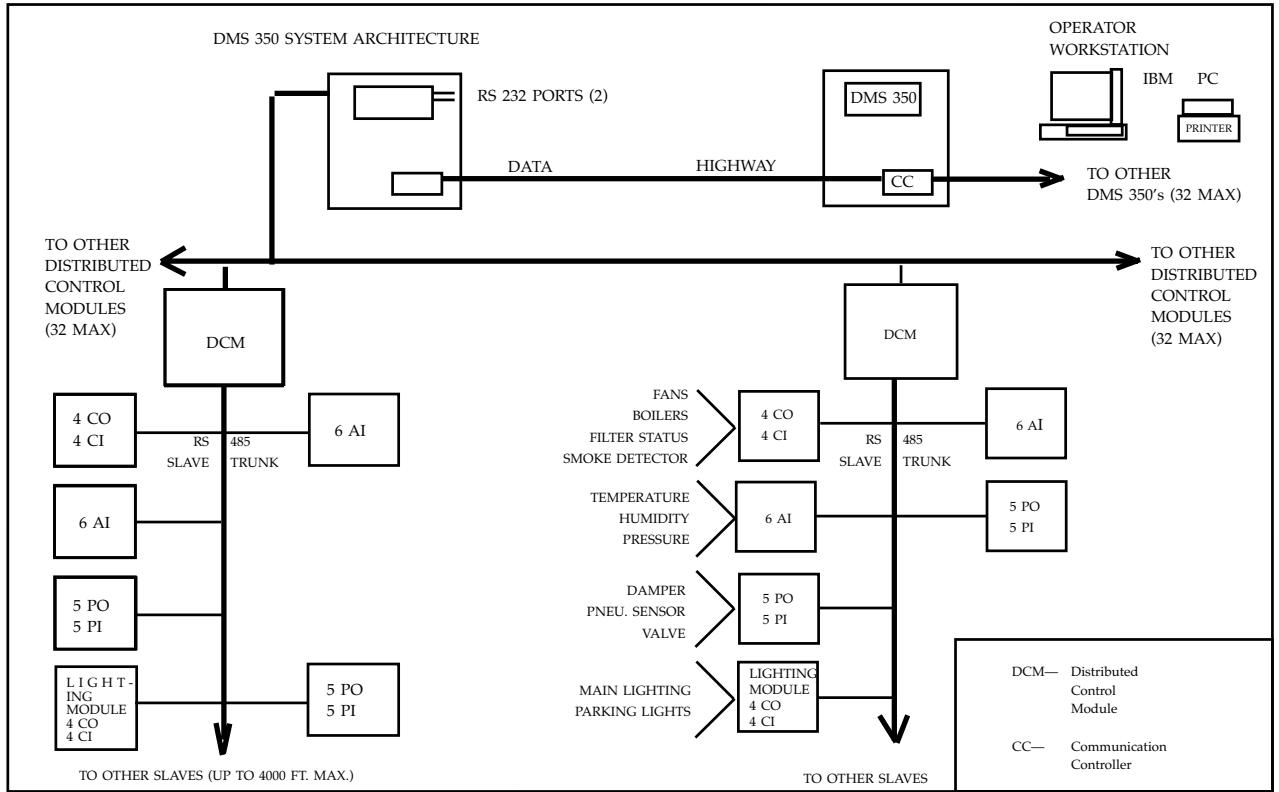 DMS 350 SYSTEM ARCHITECTURE
RS 232 PORTS (2)
DMS 350
OPERATOR
WORKSTATION
IBM PC
PRINTER
DATA HIGHWAY
CC
TO OTHER
DMS 350's (32 MAX)
TO OTHER
DISTRIBUTED
CONTROL
MODULES
(32 MAX)
TO OTHER
DISTRIBUTED
CONTROL
MODULES
(32 MAX)
DCM
4 CO
4 CI
RS 485
SLAVE TRUNK
6 AI
6 AI
5 PO
5 PI
LIGHT-
ING
MODULE
4 CO
4 CI
5 PO
5 PI
TO OTHER SLAVES (UP TO 4000 FT. MAX.)
DCM
FANS
BOILERS
FILTER STATUS
SMOKE DETECTOR
4 CO
4 CI
RS 485
SLAVE TRUNK
6 AI
TEMPERATURE
HUMIDITY
PRESSURE
6 AI
5 PO
5 PI
DAMPER
PNEU. SENSOR
VALVE
5 PO
5 PI
MAIN LIGHTING
PARKING LIGHTS
LIGHTING
MODULE
4 CO
4 CI
TO OTHER SLAVES
DCM— Distributed
Control
Module
CC— Communication
Controller